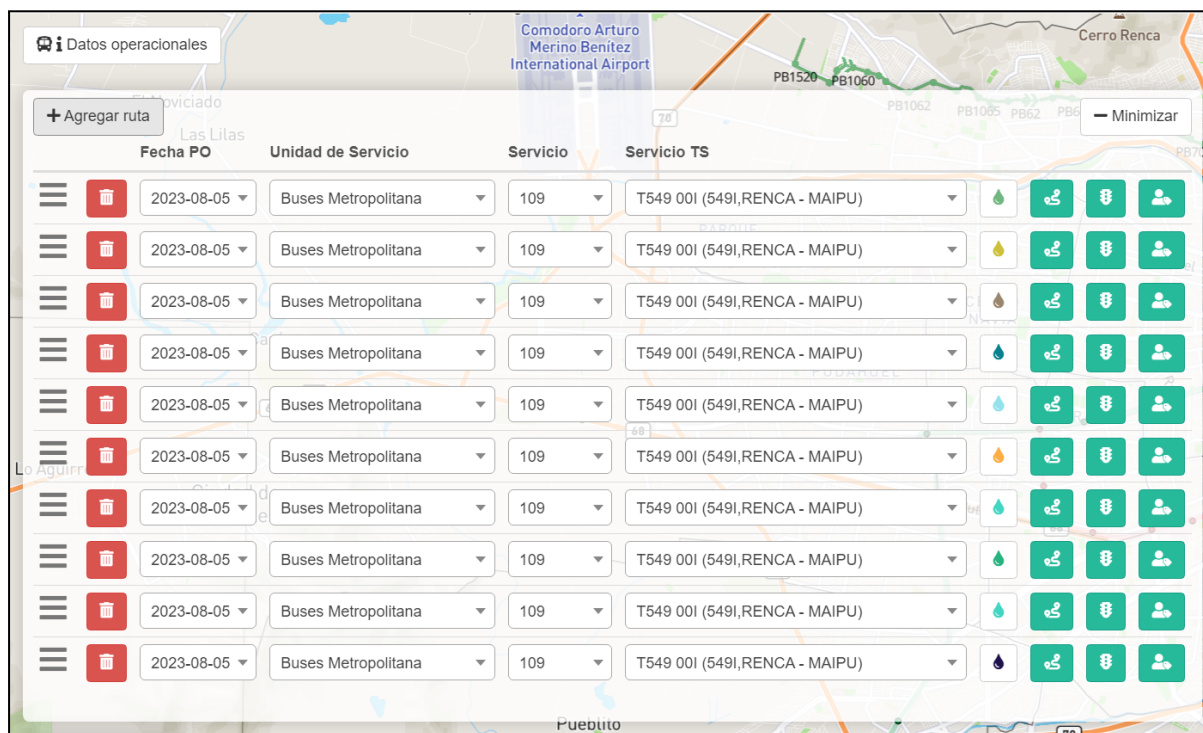 Comodoro Arturo
Merino Benítez
International Airport
Cerro Renca
Datos operacionales
PB1520
PB1060
PB1062
PB1065
PB62
70
+ Agregar ruta
Las Lilas
− Minimizar
Fecha PO Unidad de Servicio Servicio Servicio TS
2023-08-05 Buses Metropolitana 109 T549 00I (549I,RENCA - MAIPU)
2023-08-05 Buses Metropolitana 109 T549 00I (549I,RENCA - MAIPU)
2023-08-05 Buses Metropolitana 109 T549 00I (549I,RENCA - MAIPU)
2023-08-05 Buses Metropolitana 109 T549 00I (549I,RENCA - MAIPU)
PUDAHUEL
2023-08-05 Buses Metropolitana 109 T549 00I (549I,RENCA - MAIPU)
68
2023-08-05 Buses Metropolitana 109 T549 00I (549I,RENCA - MAIPU)
2023-08-05 Buses Metropolitana 109 T549 00I (549I,RENCA - MAIPU)
2023-08-05 Buses Metropolitana 109 T549 00I (549I,RENCA - MAIPU)
2023-08-05 Buses Metropolitana 109 T549 00I (549I,RENCA - MAIPU)
2023-08-05 Buses Metropolitana 109 T549 00I (549I,RENCA - MAIPU)
Pueblito